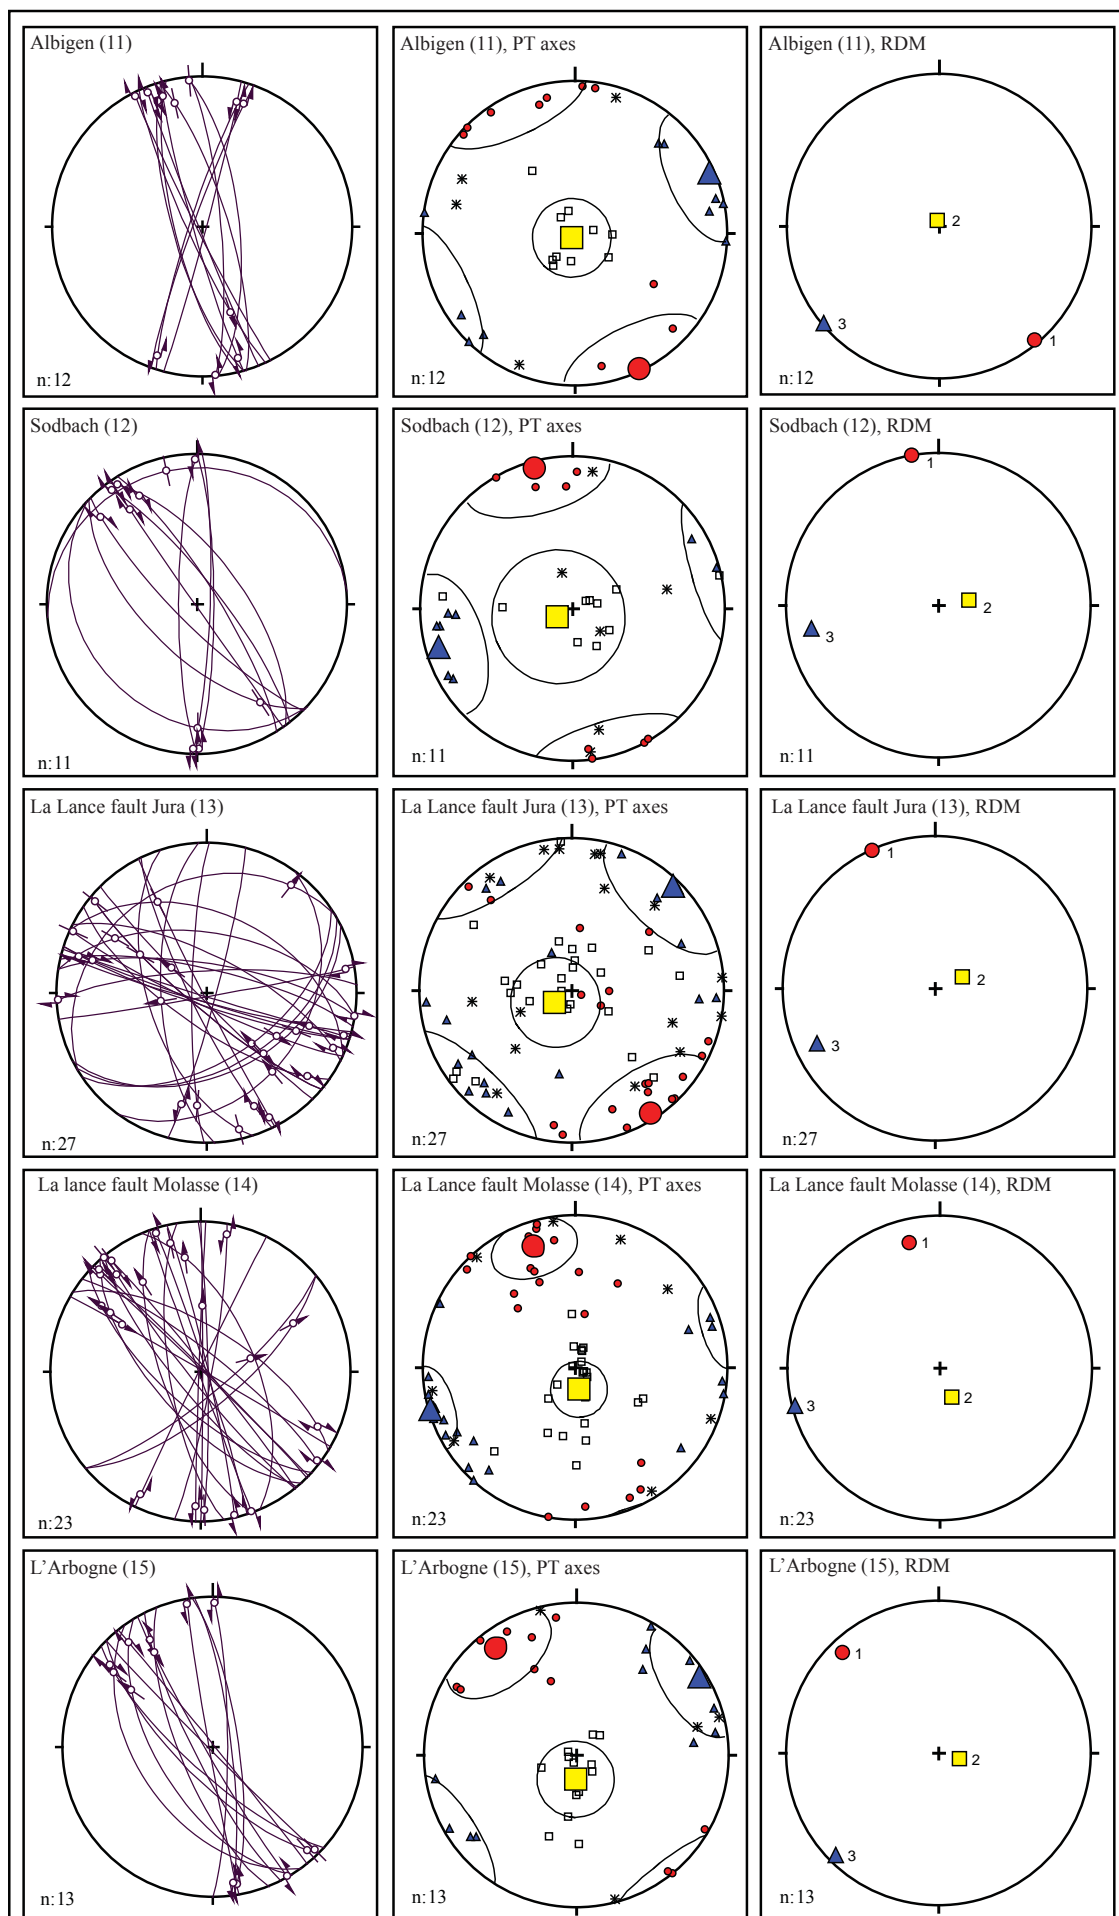 Albigen (11)
Albigen (11), PT axes
Albigen (11), RDM
2
3
1
n:12
n:12
n:12
Sodbach (12)
Sodbach (12), PT axes
Sodbach (12), RDM
1
2
3
n:11
n:11
n:11
La Lance fault Jura (13)
La Lance fault Jura (13), PT axes
La Lance fault Jura (13), RDM
1
2
3
n:27
n:27
n:27
La lance fault Molasse (14)
La Lance fault Molasse (14), PT axes
La Lance fault Molasse (14), RDM
1
2
3
n:23
n:23
n:23
L’Arbogne (15)
L’Arbogne (15), PT axes
L’Arbogne (15), RDM
1
2
3
n:13
n:13
n:13